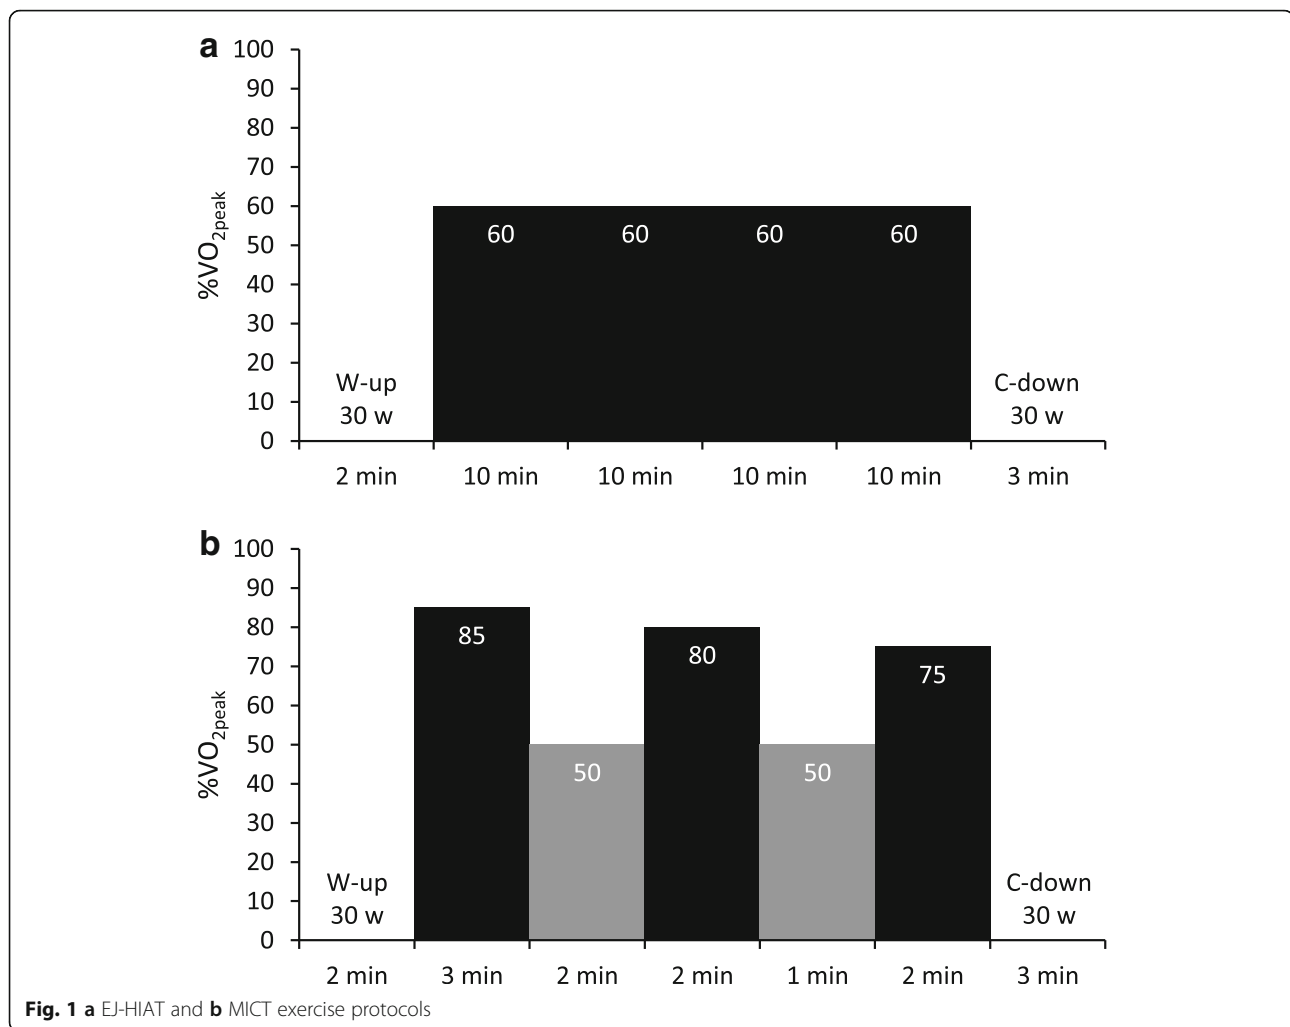 a
100
90
80
70
60
50
40
30
20
10
0
%VO2peak
60 60 60 60
W-up
30 w
C-down
30 w
2 min 10 min 10 min 10 min 10 min 3 min
b
100
90
80
70
60
50
40
30
20
10
0
%VO2peak
85
50
80
50
75
W-up
30 w
C-down
30 w
2 min 3 min 2 min 2 min 1 min 2 min 3 min
Fig. 1 a EJ-HIAT and b MICT exercise protocols